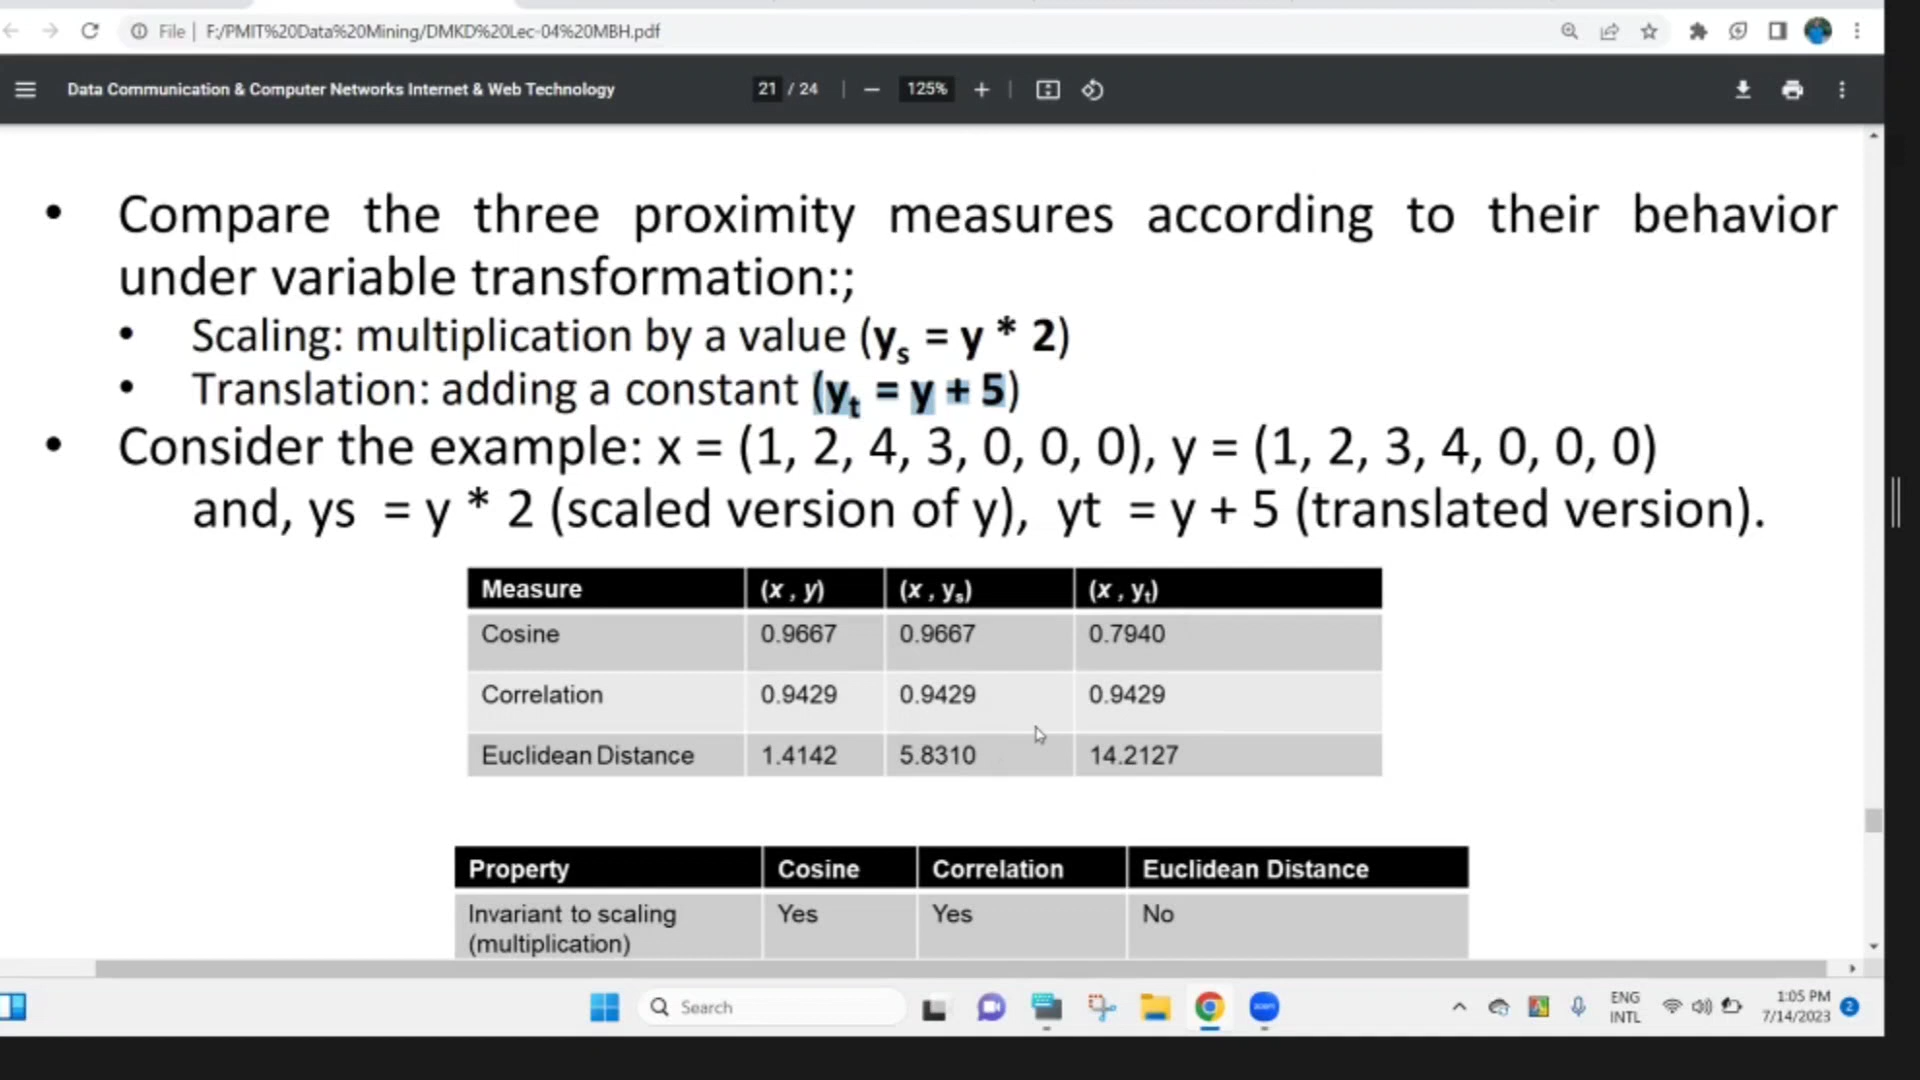 File | F:/PMIT%20Data%20Mining/DMKD%20Lec-04%20MBH.pdf
Data Communication & Computer Networks Internet & Web Technology 21 / 24 125%
• Compare the three proximity measures according to their behavior
under variable transformation:;
• Scaling: multiplication by a value (ys = y * 2)
• Translation: adding a constant (yt = y + 5)
• Consider the example: x = (1, 2, 4, 3, 0, 0, 0), y = (1, 2, 3, 4, 0, 0, 0)
and, ys = y * 2 (scaled version of y), yt = y + 5 (translated version).
Measure (x , y) (x , ys) (x , yt)
Cosine 0.9667 0.9667 0.7940
Correlation 0.9429 0.9429 0.9429
Euclidean Distance 1.4142 5.8310 14.2127
Property Cosine Correlation Euclidean Distance
Invariant to scaling Yes Yes No
(multiplication)
Search
zoom
ENG
INTL
1:05 PM
7/14/2023
2